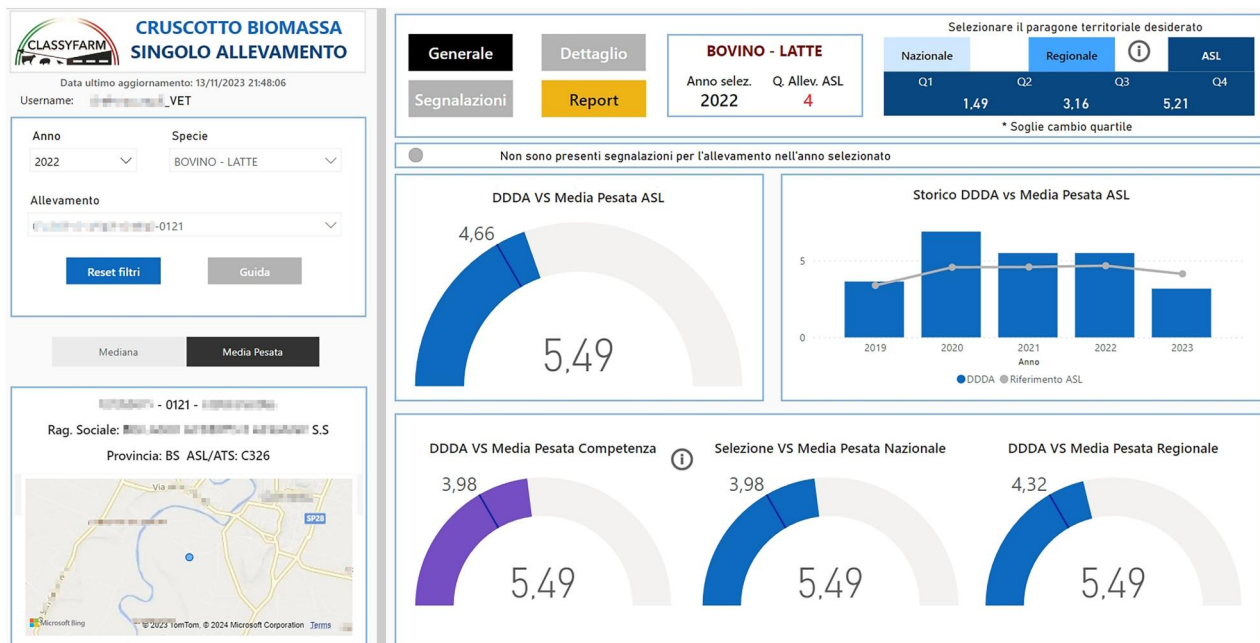 CLASSYFARM
CRUSCOTTO BIOMASSA
SINGOLO ALLEVAMENTO
Data ultimo aggiornamento: 13/11/2023 21:48:06
Username: _VET
Anno Specie
2022 BOVINO - LATTE
Allevamento
-0121
Reset filtri Guida
Mediana Media Pesata
- 0121 -
Rag. Sociale: S.S
Provincia: BS ASL/ATS: C326
Via
SP28
Microsoft Bing © 2023 TomTom, © 2024 Microsoft Corporation Terms
Generale Dettaglio
Segnalazioni Report
BOVINO - LATTE
Anno selez. Q. Allev. ASL
2022 4
Selezionare il paragone territoriale desiderato
Nazionale Regionale i ASL
Q1 Q2 Q3 Q4
1,49 3,16 5,21
* Soglie cambio quartile
Non sono presenti segnalazioni per l'allevamento nell'anno selezionato
DDDA VS Media Pesata ASL
4,66
5,49
Storico DDDA vs Media Pesata ASL
5
0
2019 2020 2021 2022 2023
Anno
DDDA Riferimento ASL
DDDA VS Media Pesata Competenza i
3,98
5,49
Selezione VS Media Pesata Nazionale
3,98
5,49
DDDA VS Media Pesata Regionale
4,32
5,49